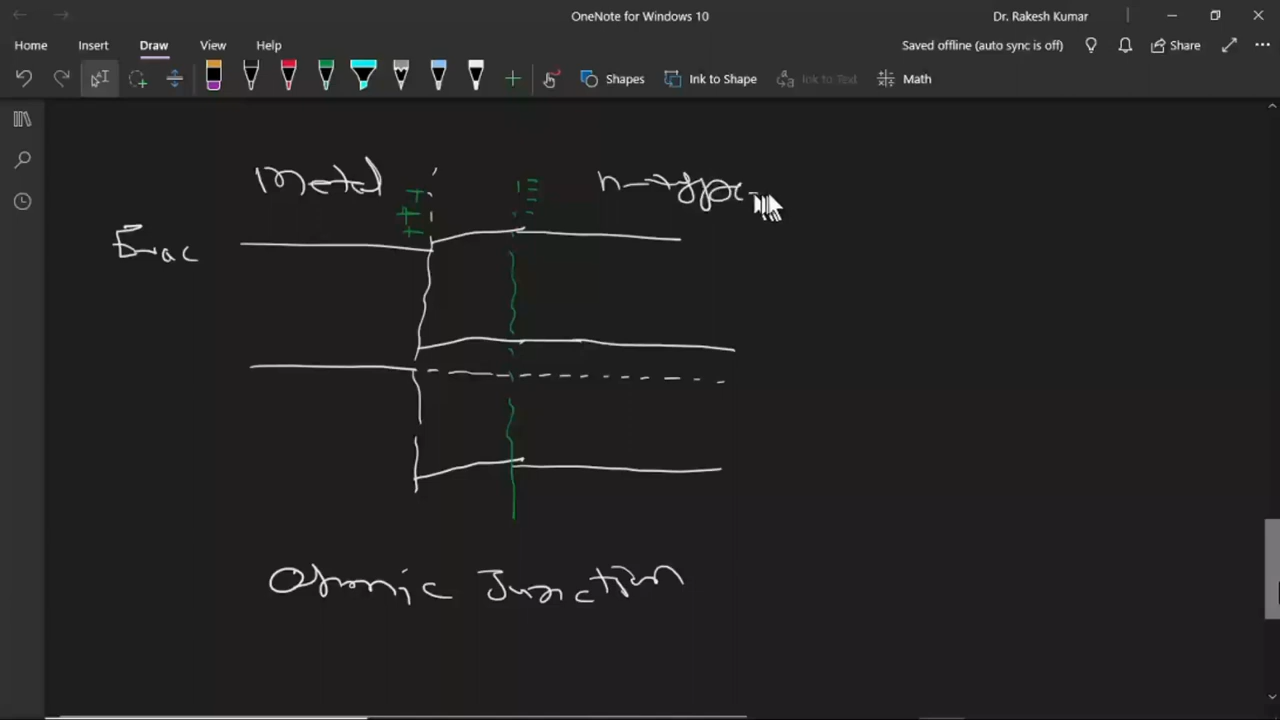 OneNote for Windows 10
Dr. Rakesh Kumar
Home Insert Draw View Help
Saved offline (auto sync is off)
Share
Shapes
Ink to Shape
Ink to Text
Math
Metal
n-type
+ + +
Evac
Ohmic Junction